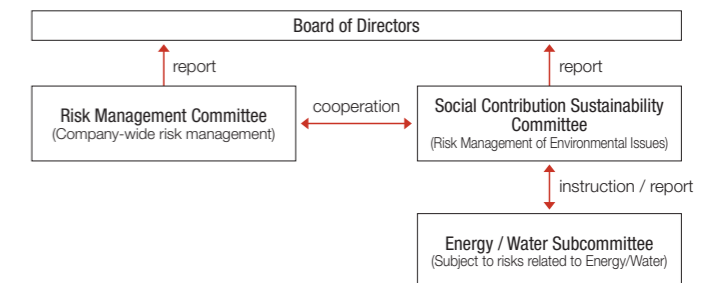 Board of Directors
report
report
Risk Management Committee
(Company-wide risk management)
cooperation
Social Contribution Sustainability
Committee
(Risk Management of Environmental Issues)
instruction / report
Energy / Water Subcommittee
(Subject to risks related to Energy/Water)